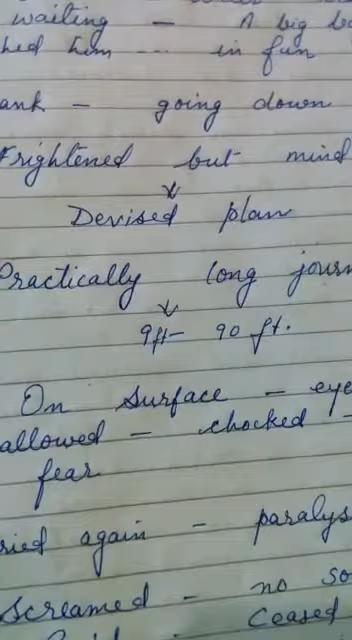 waiting - A big b
hed him ... in fun
ank - going down
Frightened but mind
Devised plan
Practically long journ
9ft- 90 ft.
On Surface - eye
allowed - chocked -
fear
ried again - paralys
Screamed - no so
Ceased